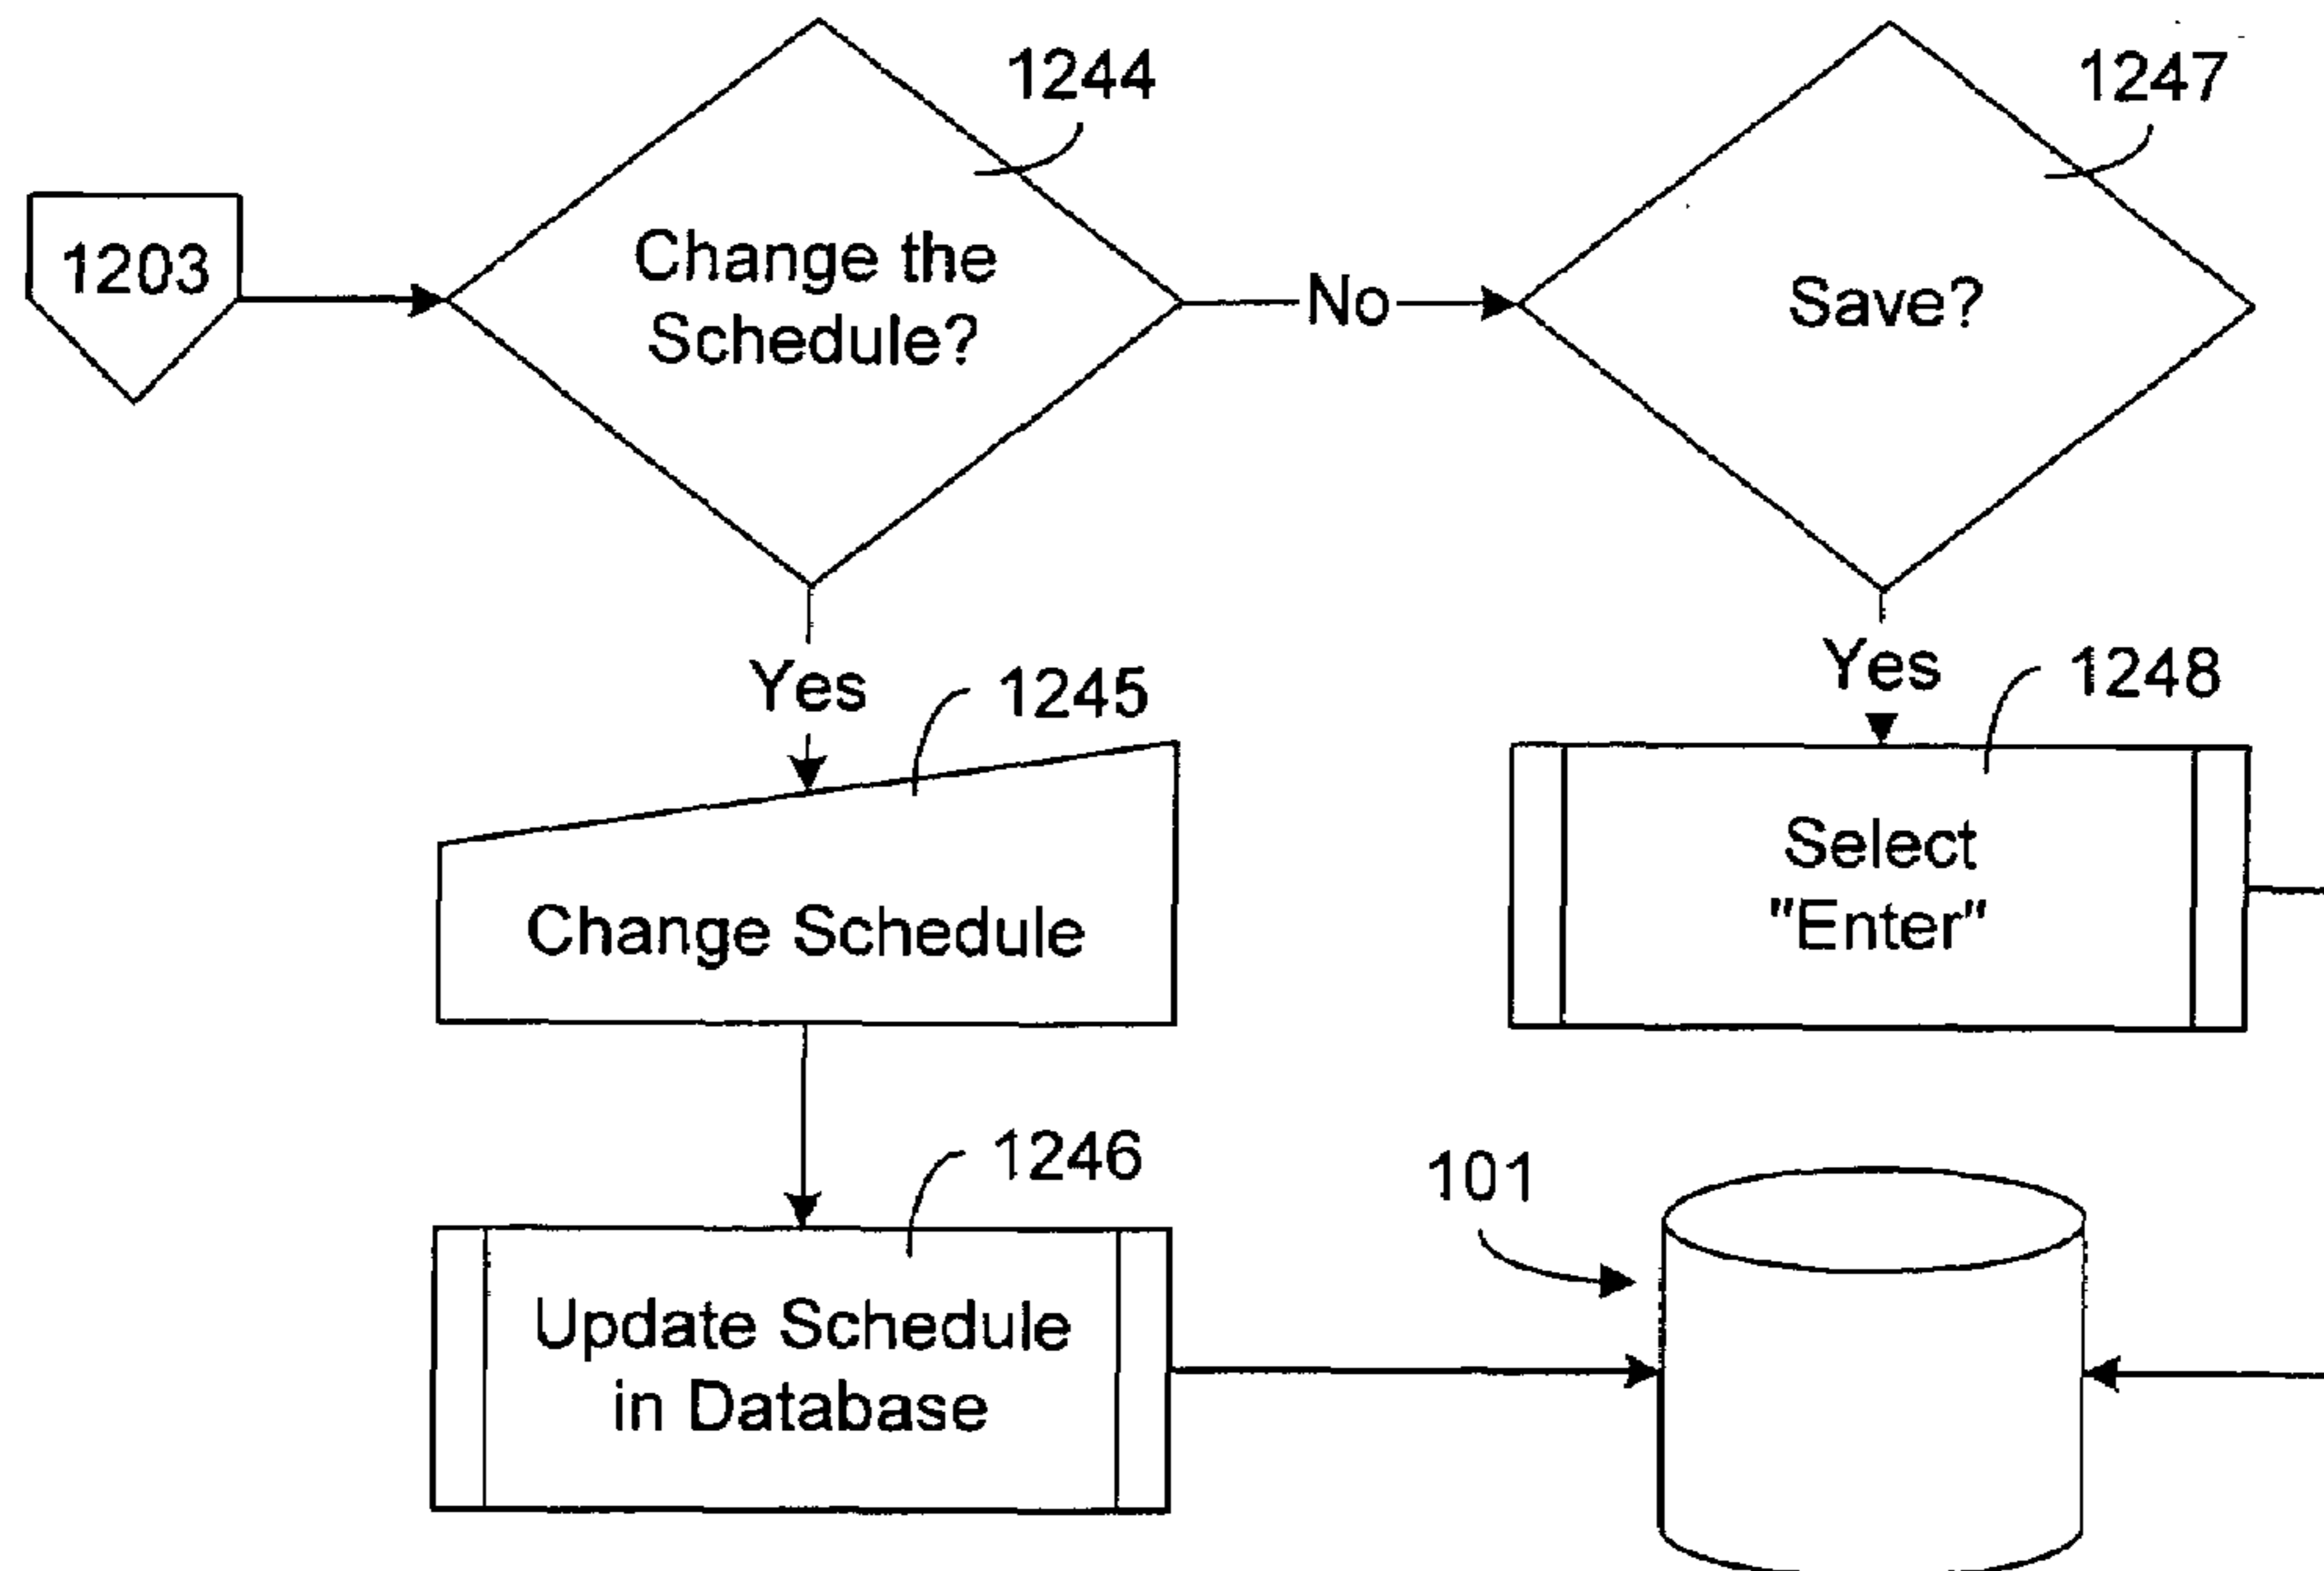 1244
1247
1203
Change the
Schedule?
No
Save?
Yes
1245
Yes
1248
Change Schedule
Select
"Enter"
1246
101
Update Schedule
in Database